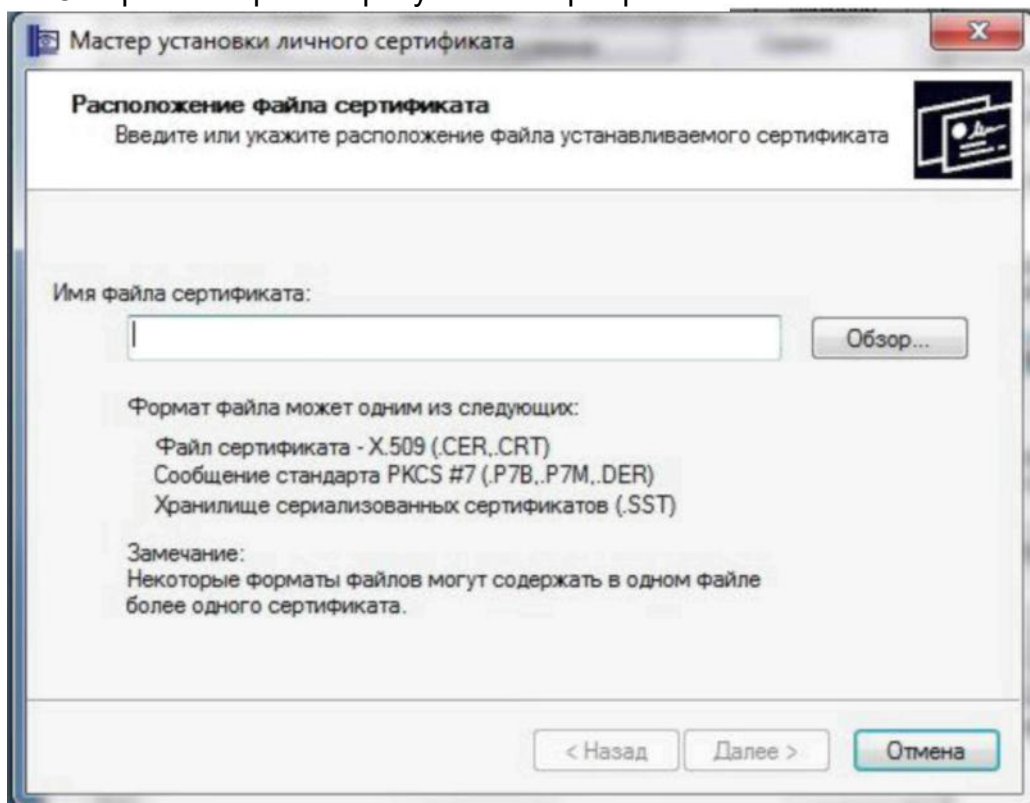 Мастер установки личного сертификата
Расположение файла сертификата
Введите или укажите расположение файла устанавливаемого сертификата
Имя файла сертификата:
Обзор...
Формат файла может одним из следующих:
Файл сертификата - X.509 (.CER,.CRT)
Сообщение стандарта PKCS #7 (.P7B,.P7M,.DER)
Хранилище сериализованных сертификатов (.SST)
Замечание:
Некоторые форматы файлов могут содержать в одном файле
более одного сертификата.
< Назад
Далее >
Отмена